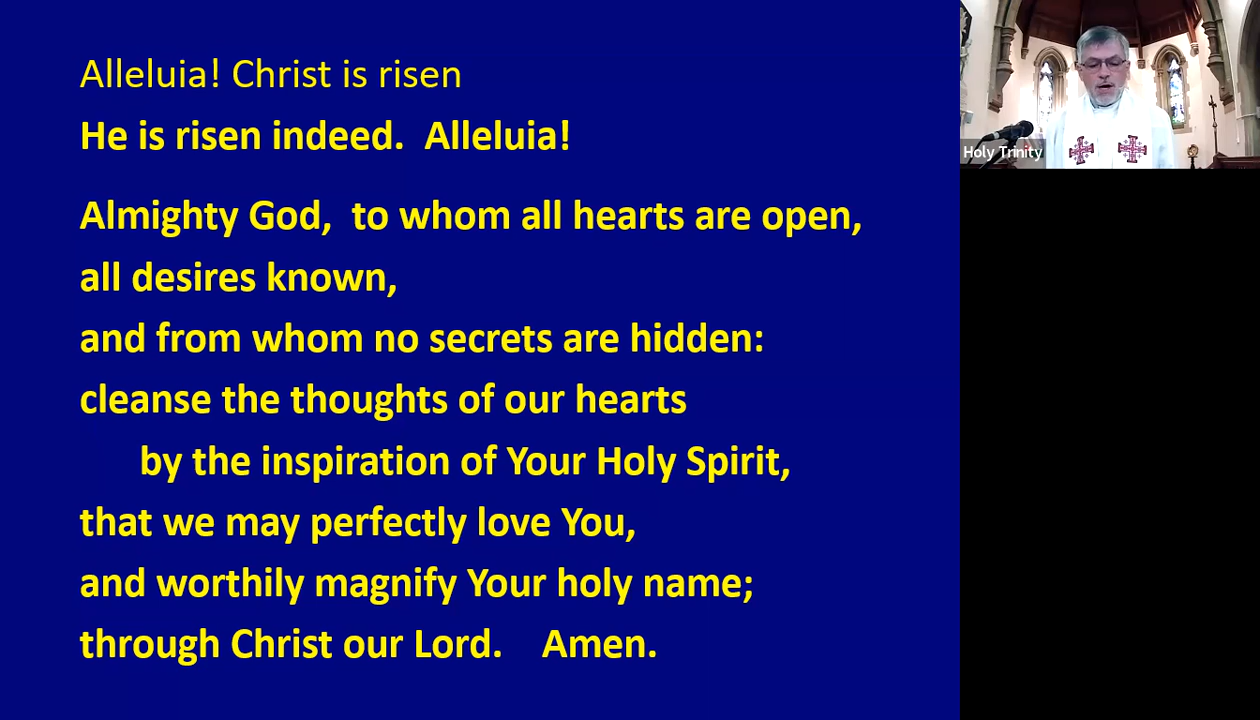 Alleluia! Christ is risen
He is risen indeed. Alleluia!
Almighty God, to whom all hearts are open,
all desires known,
and from whom no secrets are hidden:
cleanse the thoughts of our hearts
by the inspiration of Your Holy Spirit,
that we may perfectly love You,
and worthily magnify Your holy name;
through Christ our Lord. Amen.
Holy Trinity